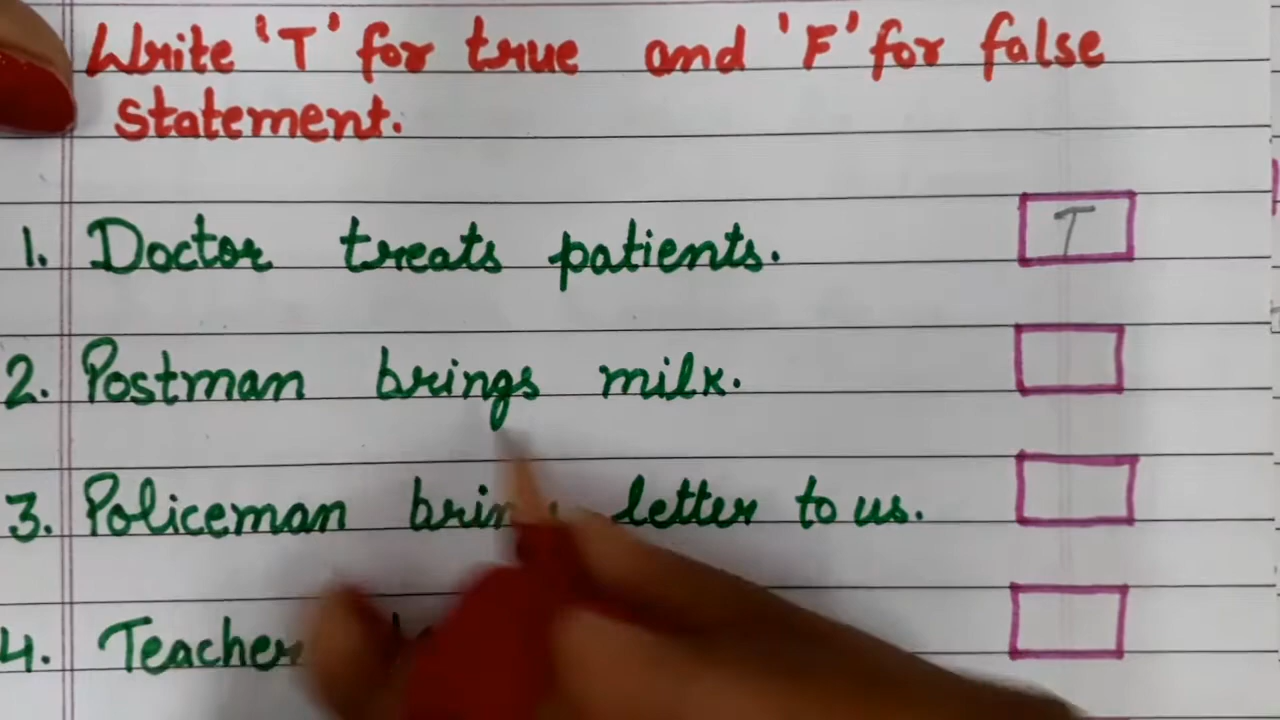 Write 'T' for true and 'F' for false
statement.
1. Doctor treats patients. T
2. Postman brings milk.
3. Policeman letter to us.
4. Teacher